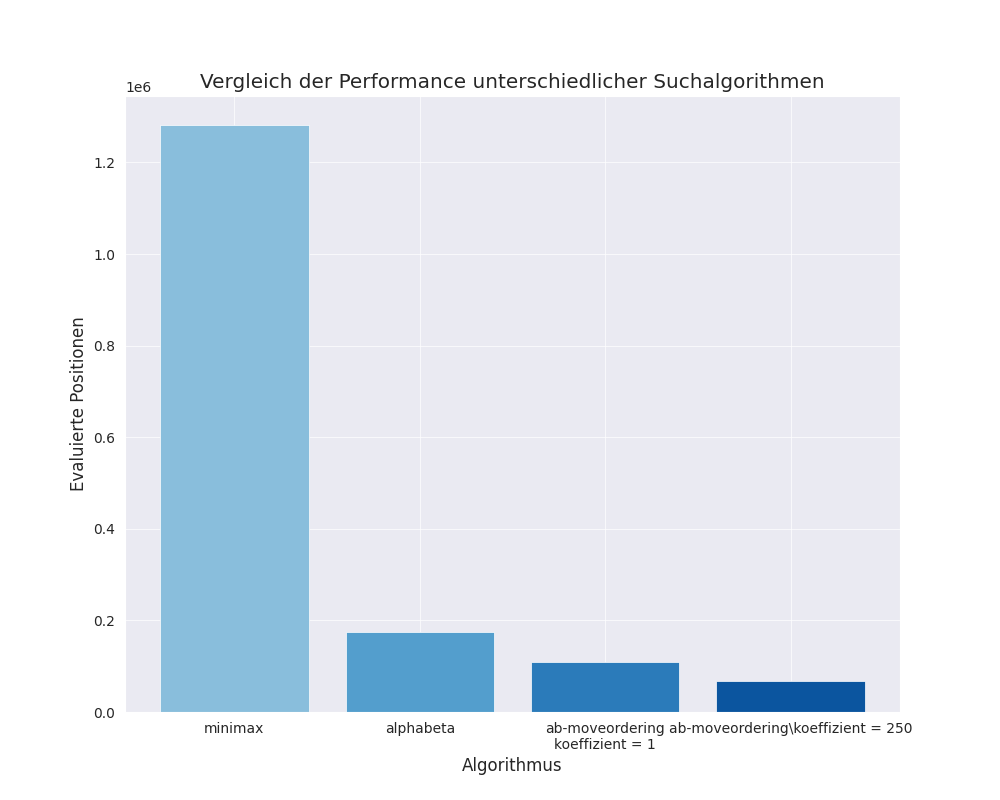 Vergleich der Performance unterschiedlicher Suchalgorithmen
1e6
1.2
1.0
0.8
0.6
0.4
0.2
0.0
Evaluierte Positionen
minimax
alphabeta
ab-moveordering
koeffizient = 1
ab-moveordering\koeffizient = 250
Algorithmus